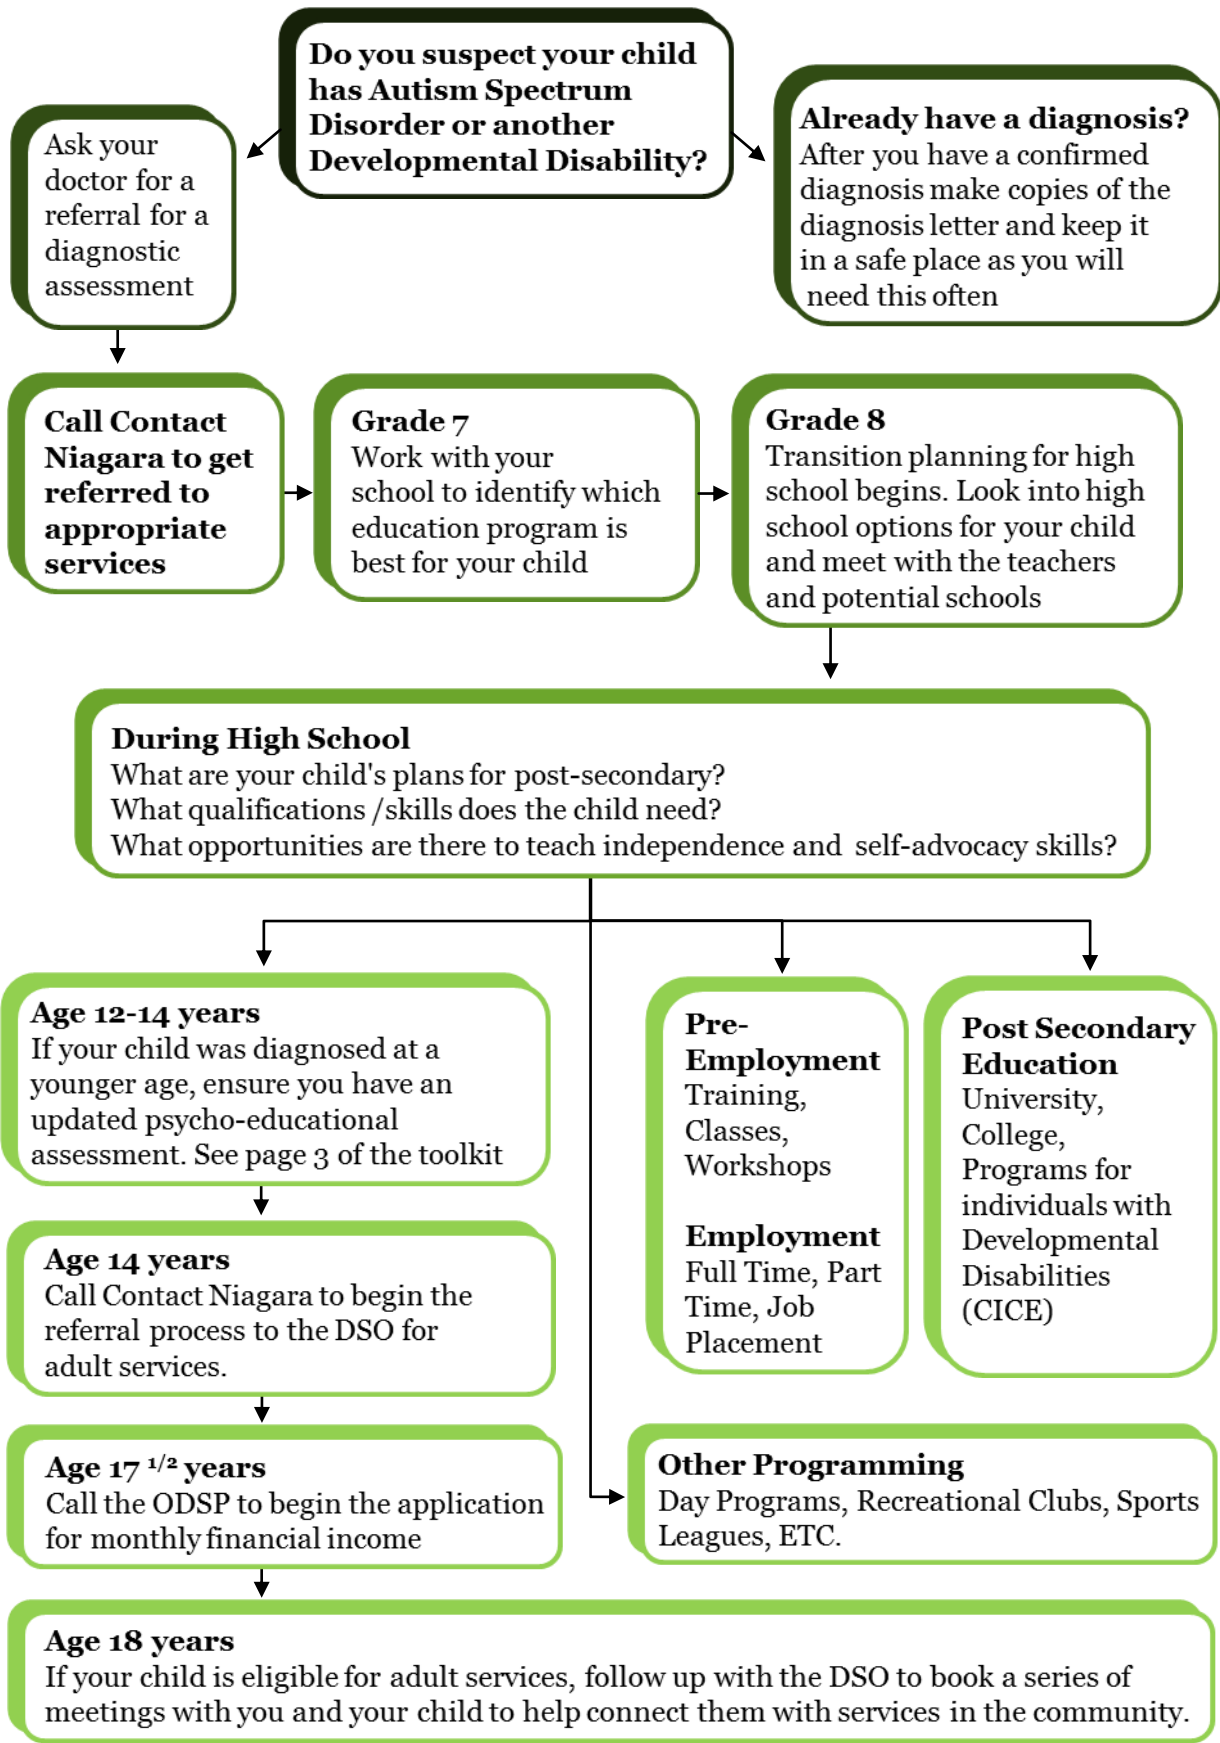 Do you suspect your child
has Autism Spectrum
Disorder or another
Developmental Disability?
Ask your
doctor for a
referral for a
diagnostic
assessment
Already have a diagnosis?
After you have a confirmed
diagnosis make copies of the
diagnosis letter and keep it
in a safe place as you will
need this often
Call Contact
Niagara to get
referred to
appropriate
services
Grade 7
Work with your
school to identify which
education program is
best for your child
Grade 8
Transition planning for high
school begins. Look into high
school options for your child
and meet with the teachers
and potential schools
During High School
What are your child's plans for post-secondary?
What qualifications /skills does the child need?
What opportunities are there to teach independence and self-advocacy skills?
Age 12-14 years
If your child was diagnosed at a
younger age, ensure you have an
updated psycho-educational
assessment. See page 3 of the toolkit
Age 14 years
Call Contact Niagara to begin the
referral process to the DSO for
adult services.
Age 17 1/2 years
Call the ODSP to begin the application
for monthly financial income
Pre-
Employment
Training,
Classes,
Workshops
Employment
Full Time, Part
Time, Job
Placement
Post Secondary
Education
University,
College,
Programs for
individuals with
Developmental
Disabilities
(CICE)
Other Programming
Day Programs, Recreational Clubs, Sports
Leagues, ETC.
Age 18 years
If your child is eligible for adult services, follow up with the DSO to book a series of
meetings with you and your child to help connect them with services in the community.